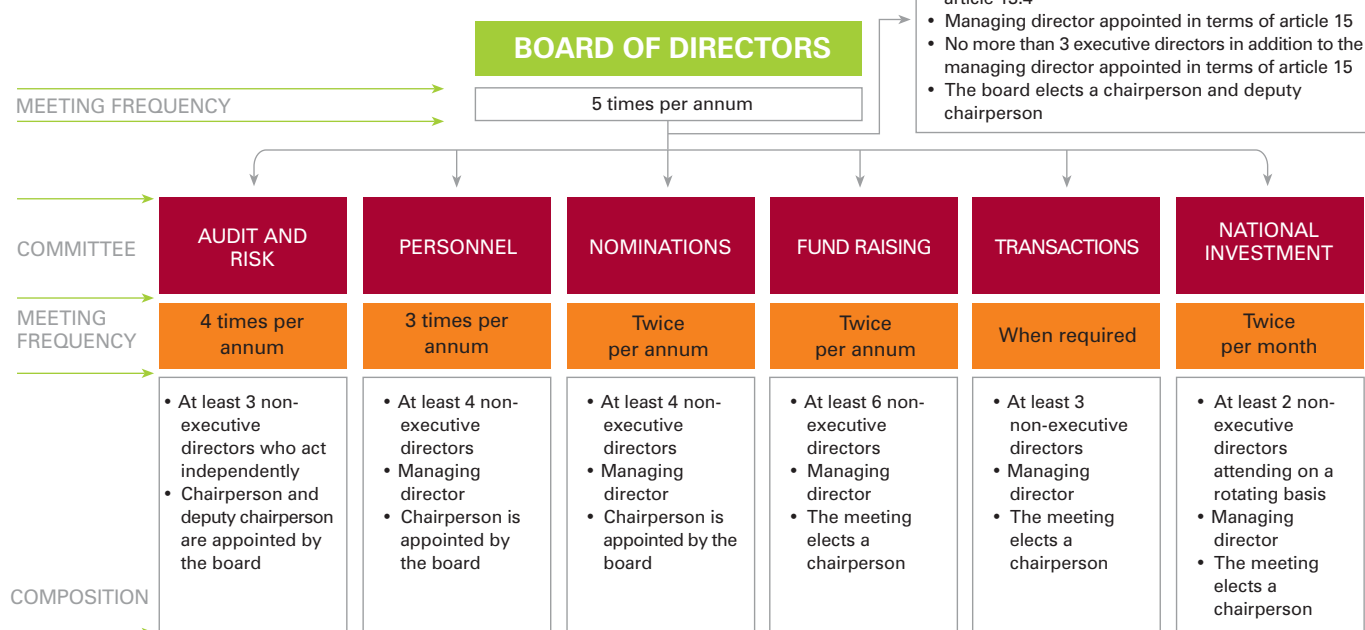 article 15.4
• Managing director appointed in terms of article 15
• No more than 3 executive directors in addition to the
managing director appointed in terms of article 15
• The board elects a chairperson and deputy
chairperson
BOARD OF DIRECTORS
MEETING FREQUENCY
5 times per annum
COMMITTEE
AUDIT AND
RISK
PERSONNEL
NOMINATIONS
FUND RAISING
TRANSACTIONS
NATIONAL
INVESTMENT
MEETING
FREQUENCY
4 times per
annum
3 times per
annum
Twice
per annum
Twice
per annum
When required
Twice
per month
COMPOSITION
• At least 3 non-
executive
directors who act
independently
• Chairperson and
deputy chairperson
are appointed by
the board
• At least 4 non-
executive
directors
• Managing
director
• Chairperson is
appointed by
the board
• At least 4 non-
executive
directors
• Managing
director
• Chairperson is
appointed by the
board
• At least 6 non-
executive
directors
• Managing
director
• The meeting
elects a
chairperson
• At least 3
non-executive
directors
• Managing
director
• The meeting
elects a
chairperson
• At least 2 non-
executive
directors
attending on a
rotating basis
• Managing
director
• The meeting
elects a
chairperson